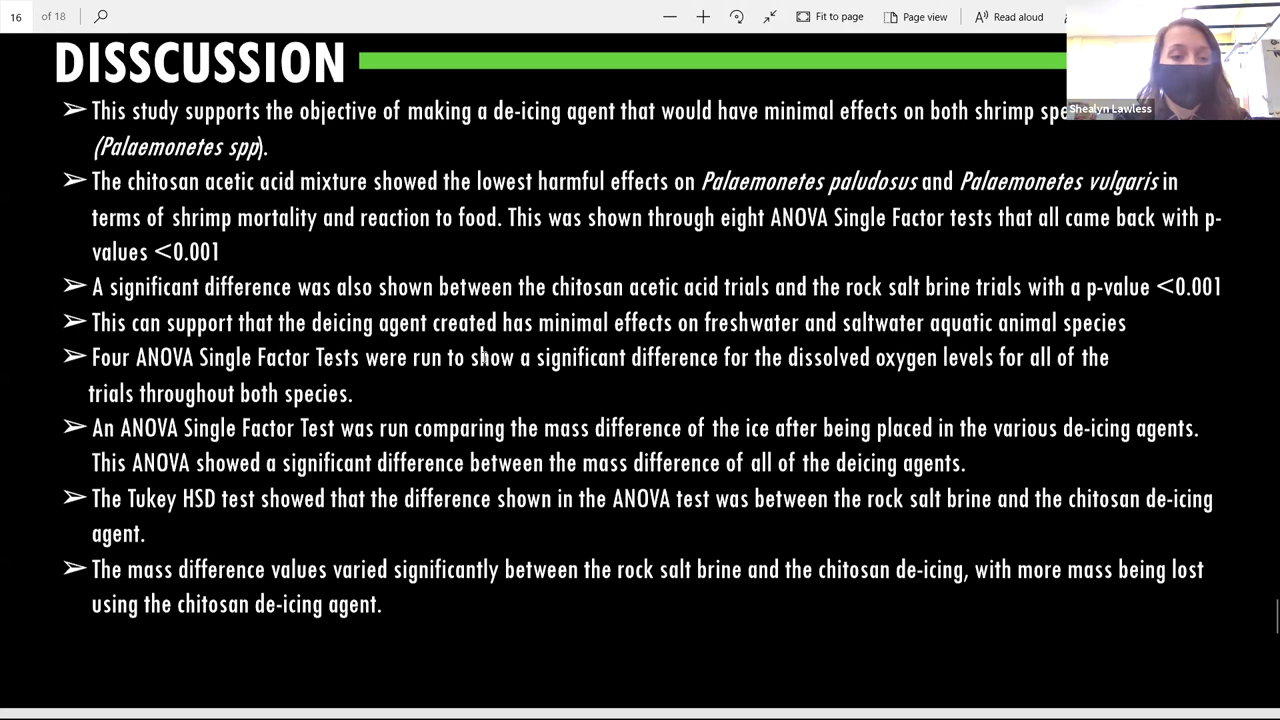 16 of 18 Fit to page Page view Read aloud
Shealyn Lawless
DISSCUSSION
➢ This study supports the objective of making a de-icing agent that would have minimal effects on both shrimp
(Palaemonetes spp).
➢ The chitosan acetic acid mixture showed the lowest harmful effects on Palaemonetes paludosus and Palaemonetes vulgaris in
terms of shrimp mortality and reaction to food. This was shown through eight ANOVA Single Factor tests that all came back with p-
values <0.001
➢ A significant difference was also shown between the chitosan acetic acid trials and the rock salt brine trials with a p-value <0.001
➢ This can support that the deicing agent created has minimal effects on freshwater and saltwater aquatic animal species
➢ Four ANOVA Single Factor Tests were run to show a significant difference for the dissolved oxygen levels for all of the
trials throughout both species.
➢ An ANOVA Single Factor Test was run comparing the mass difference of the ice after being placed in the various de-icing agents.
This ANOVA showed a significant difference between the mass difference of all of the deicing agents.
➢ The Tukey HSD test showed that the difference shown in the ANOVA test was between the rock salt brine and the chitosan de-icing
agent.
➢ The mass difference values varied significantly between the rock salt brine and the chitosan de-icing, with more mass being lost
using the chitosan de-icing agent.